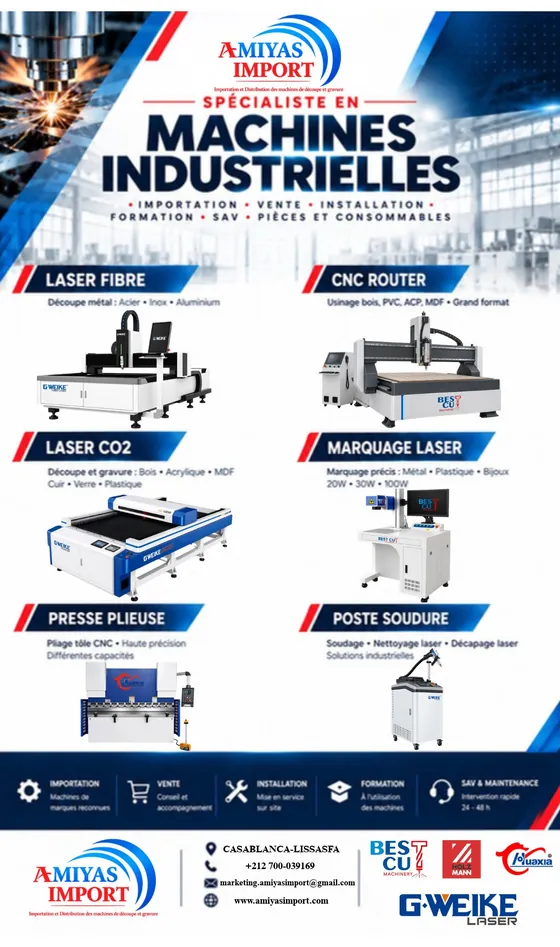 AMIYAS
IMPORT
Importation et Distribution des machines de découpe et gravure
SPÉCIALISTE EN
MACHINES
INDUSTRIELLES
• IMPORTATION • VENTE • INSTALLATION •
FORMATION • SAV • PIÈCES ET CONSOMMABLES
LASER FIBRE
Découpe métal : Acier • Inox • Aluminium
G·WEIKE
CNC ROUTER
Usinage bois, PVC, ACP, MDF • Grand format
BEST
CUT
LASER CO2
Découpe et gravure : Bois • Acrylique • MDF
Cuir • Verre • Plastique
G·WEIKE
MARQUAGE LASER
Marquage précis : Métal • Plastique • Bijoux
20W • 30W • 100W
BEST
CUT
BEST CUT
PRESSE PLIEUSE
Pliage tôle CNC • Haute précision
Différentes capacités
Huaxia
POSTE SOUDURE
Soudage • Nettoyage laser • Décapage laser
Solutions industrielles
G·WEIKE
IMPORTATION
Machines de
marques reconnues
VENTE
Conseil et
accompagnement
INSTALLATION
Mise en service
sur site
FORMATION
À l'utilisation
des machines
SAV & MAINTENANCE
Intervention rapide
24 - 48 h
AMIYAS
IMPORT
Importation et Distribution des machines de découpe et gravure
CASABLANCA-LISSASFA
+212 700-039169
marketing.amiyasimport@gmail.com
www.amiyasimport.com
BEST
CUT
MACHINERY
HOLZ
MANN
Huaxia
G·WEIKE
LASER